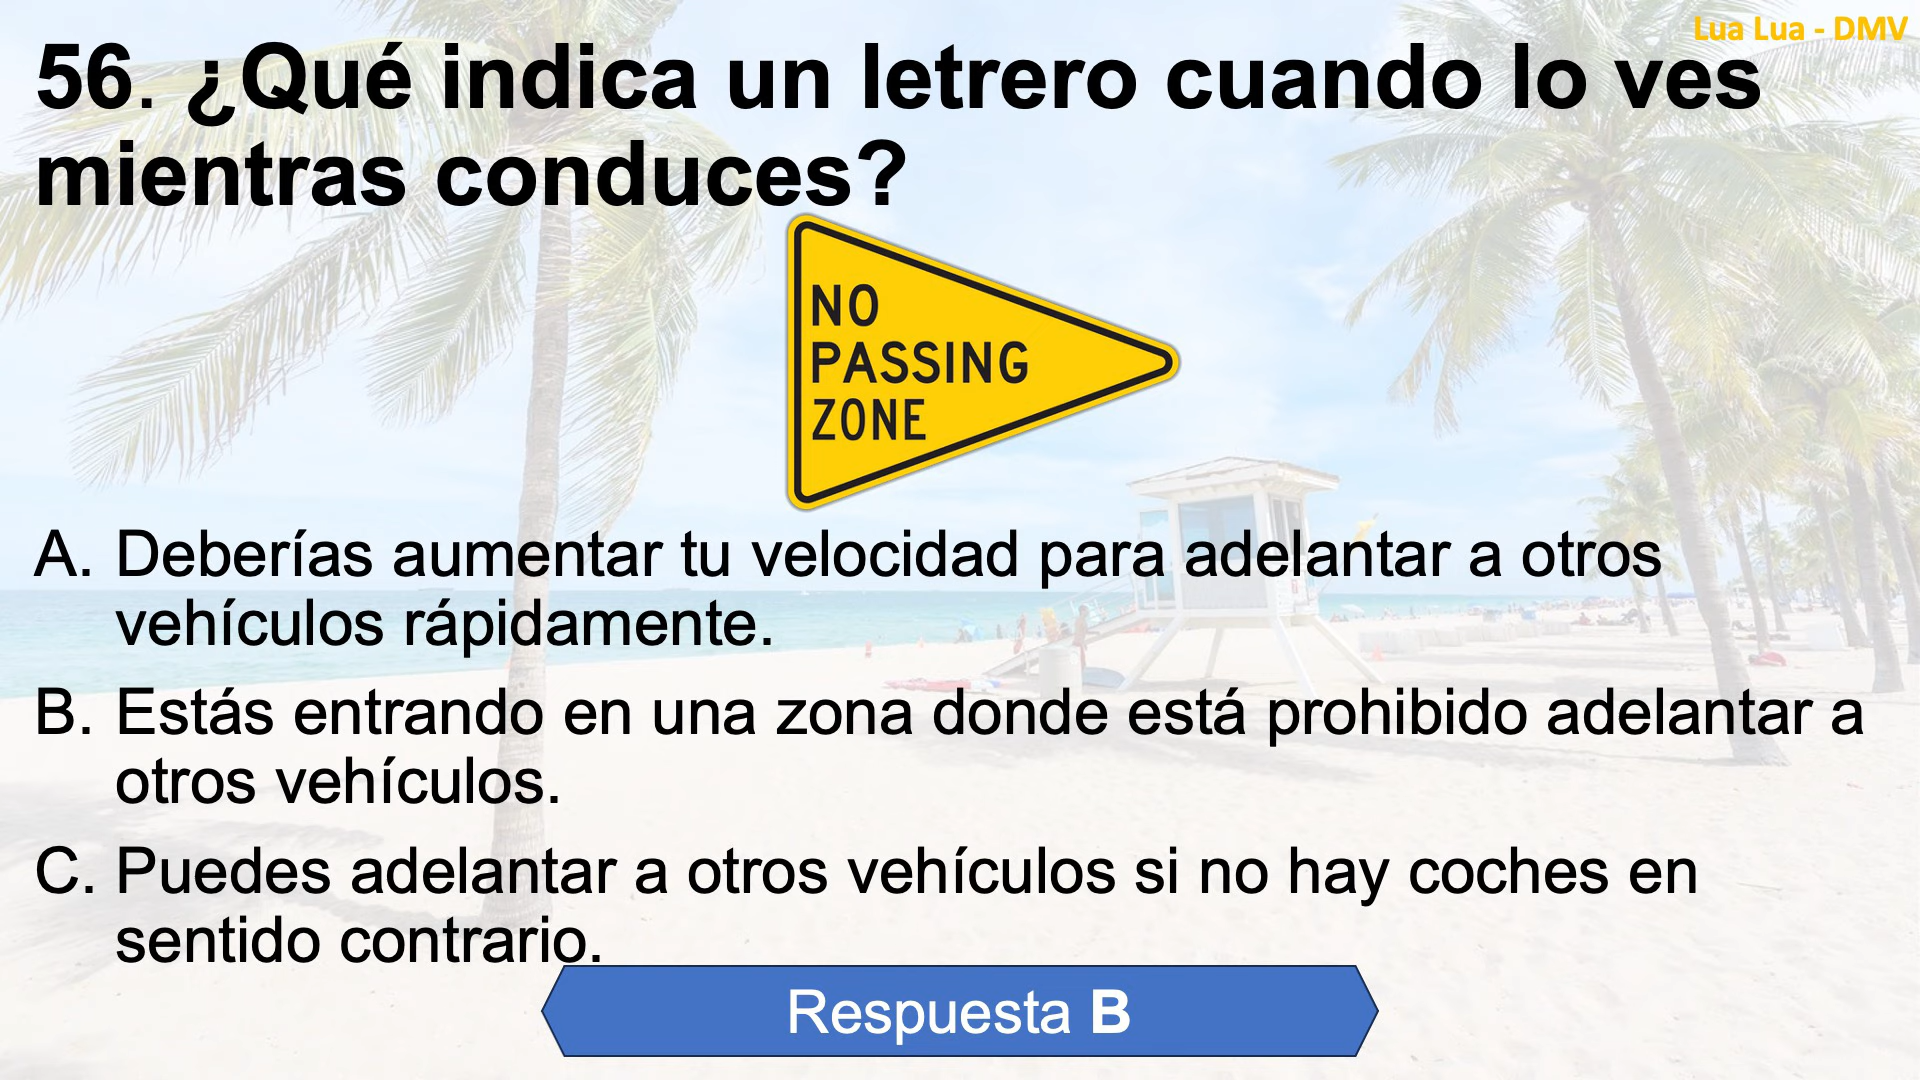 Lua Lua - DMV
56. ¿Qué indica un letrero cuando lo ves
mientras conduces?
NO
PASSING
ZONE
A. Deberías aumentar tu velocidad para adelantar a otros
vehículos rápidamente.
B. Estás entrando en una zona donde está prohibido adelantar a
otros vehículos.
C. Puedes adelantar a otros vehículos si no hay coches en
sentido contrario.
Respuesta B